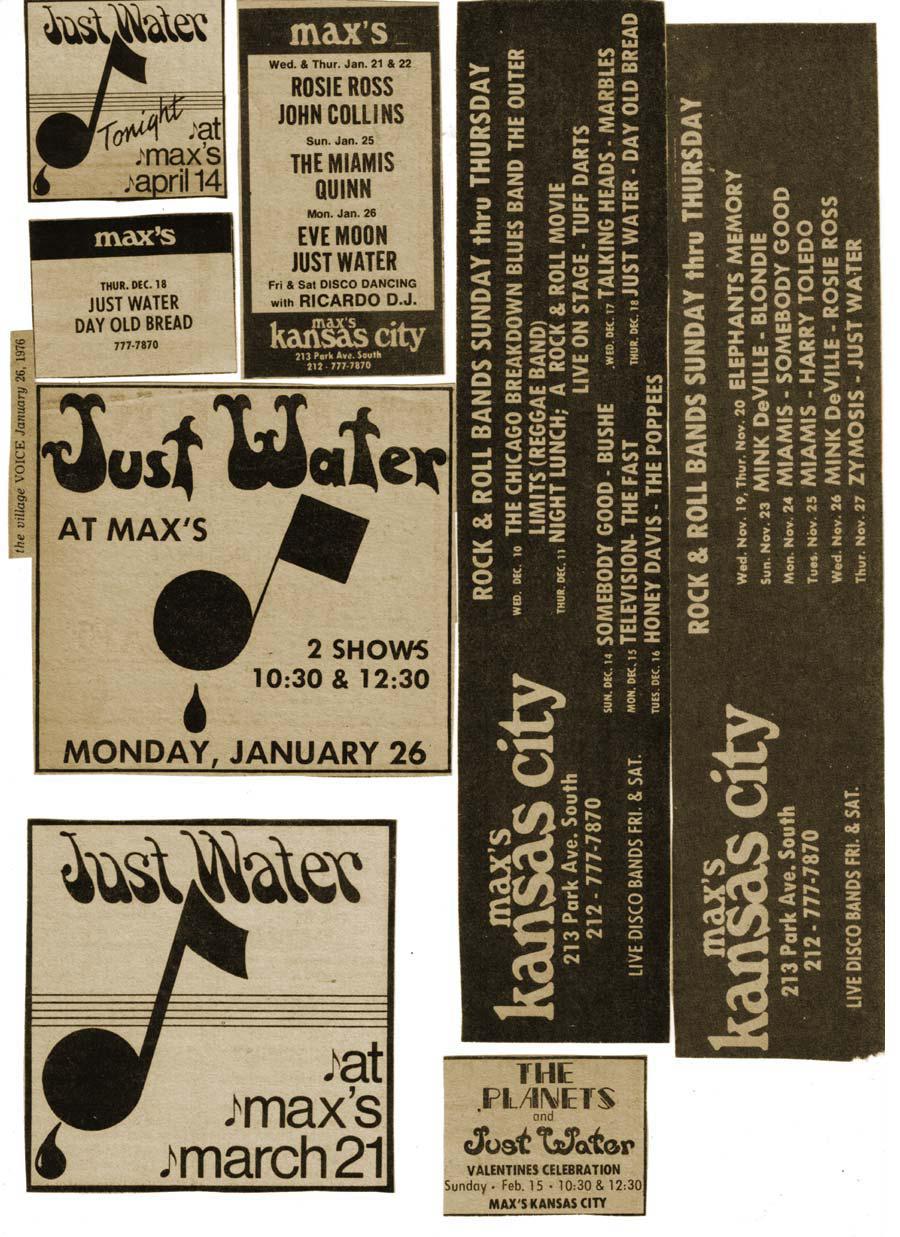 Just Water
Tonight
at
max's
april 14
max's
Wed. & Thur. Jan. 21 & 22
ROSIE ROSS
JOHN COLLINS
Sun. Jan. 25
THE MIAMIS
QUINN
Mon. Jan. 26
EVE MOON
JUST WATER
Fri & Sat DISCO DANCING
with RICARDO D.J.
max's
kansas city
213 Park Ave. South
212 - 777-7870
max's
THUR. DEC. 18
JUST WATER
DAY OLD BREAD
777-7870
the village VOICE January 26, 1976
Just Water
AT MAX'S
2 SHOWS
10:30 & 12:30
MONDAY, JANUARY 26
Just Water
at
max's
march 21
max's
kansas city
213 Park Ave. South
212 - 777-7870
LIVE DISCO BANDS FRI. & SAT.
ROCK & ROLL BANDS SUNDAY thru THURSDAY
WED. DEC. 10 THE CHICAGO BREAKDOWN BLUES BAND THE OUTER
LIMITS (REGGAE BAND)
THUR. DEC. 11 NIGHT LUNCH; A ROCK & ROLL MOVIE
LIVE ON STAGE - TUFF DARTS
SUN. DEC. 14 SOMEBODY GOOD - BUSHE
MON. DEC. 15 TELEVISION - THE FAST
TUES. DEC. 16 HONEY DAVIS - THE POPPEES
WED. DEC. 17 TALKING HEADS - MARBLES
THUR. DEC. 18 JUST WATER - DAY OLD BREAD
max's
kansas city
213 Park Ave. South
212 - 777-7870
LIVE DISCO BANDS FRI. & SAT.
ROCK & ROLL BANDS SUNDAY thru THURSDAY
Wed. Nov. 19, Thur. Nov. 20 ELEPHANTS MEMORY
Sun. Nov. 23 MINK DeVILLE - BLONDIE
Mon. Nov. 24 MIAMIS - SOMEBODY GOOD
Tues. Nov. 25 MIAMIS - HARRY TOLEDO
Wed. Nov. 26 MINK DeVILLE - ROSIE ROSS
Thur. Nov. 27 ZYMOSIS - JUST WATER
THE
PLANETS
and
Just Water
VALENTINES CELEBRATION
Sunday • Feb. 15 • 10:30 & 12:30
MAX'S KANSAS CITY